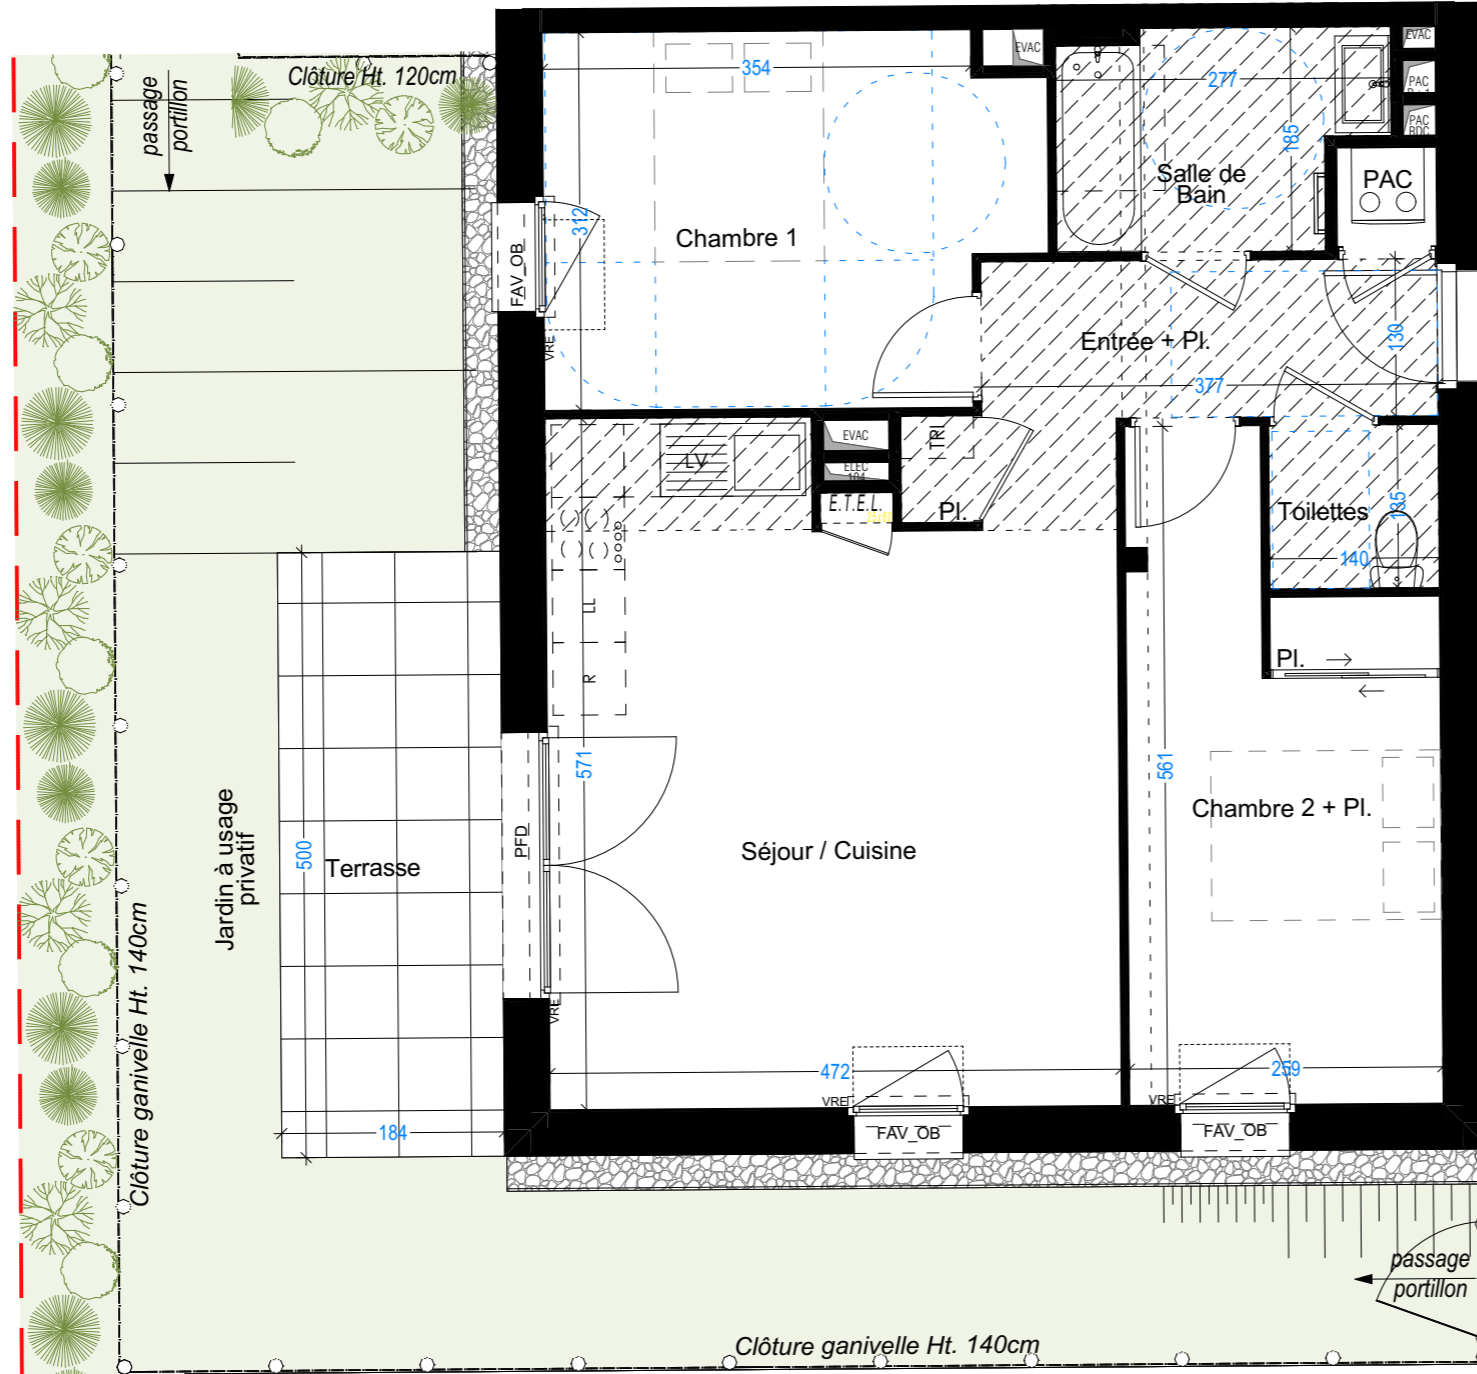 Clôture Ht. 120cm
passage
portillon
354
EVAC
277
EVAC
PAC
PAC
RDC
185
Salle de
Bain
PAC
312
Chambre 1
FAV_OB
VRE
Entrée + Pl.
130
377
EVAC
ELEC
104
E.T.E.L.
TRI
Pl.
LV
LL
R
Toilettes
135
140
Pl.
571
561
Chambre 2 + Pl.
Séjour / Cuisine
PFD
VRE
Jardin à usage
privatif
500
Terrasse
184
Clôture ganivelle Ht. 140cm
472
259
VRE
FAV_OB
VRE
FAV_OB
passage
portillon
Clôture ganivelle Ht. 140cm